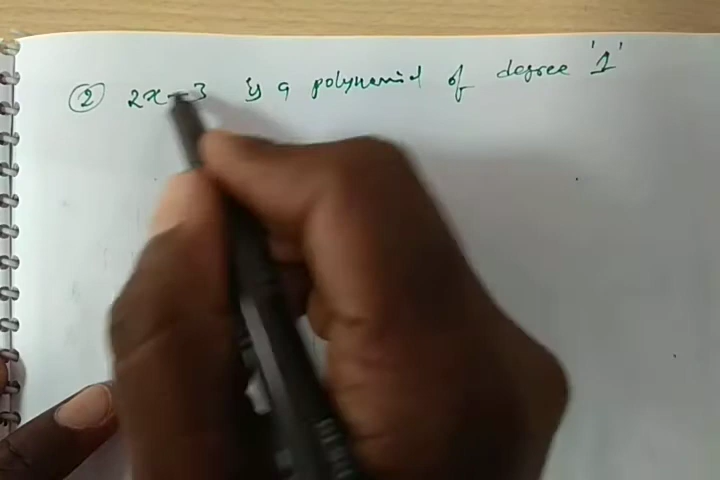 ② 2x-3 is a polynomial of degree '1'